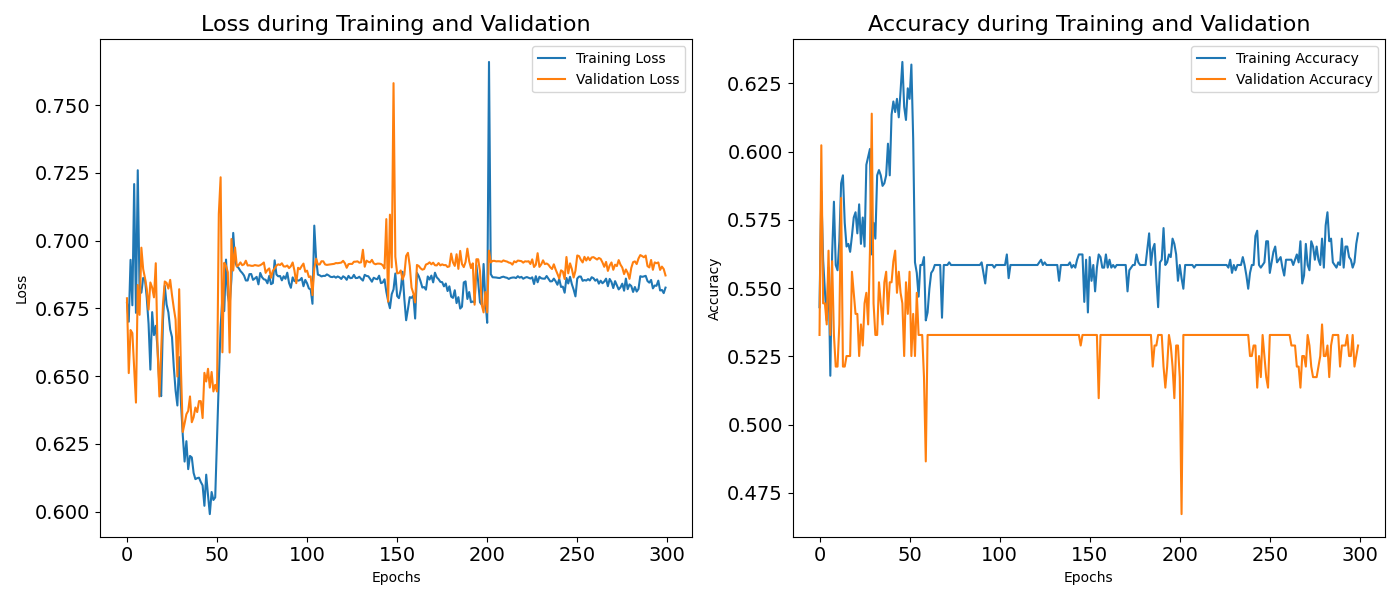 Loss during Training and Validation
Training Loss
Validation Loss
0.750
0.725
0.700
0.675
0.650
0.625
0.600
Loss
0 50 100 150 200 250 300
Epochs
Accuracy during Training and Validation
Training Accuracy
Validation Accuracy
0.625
0.600
0.575
0.550
0.525
0.500
0.475
Accuracy
0 50 100 150 200 250 300
Epochs